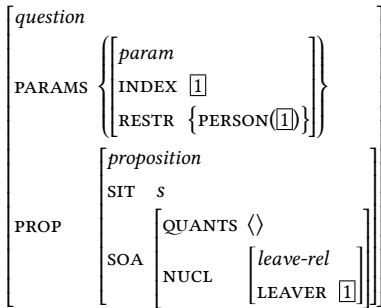 question
PARAMS { param
INDEX 1
RESTR {PERSON(1)} }
PROP proposition
SIT s
SOA QUANTS ⟨⟩
NUCL leave-rel
LEAVER 1